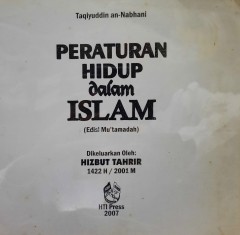 Taqiyuddin an-Nabhani
PERATURAN
HIDUP
dalam
ISLAM
(Edisi Mu'tamadah)
Dikeluarkan Oleh:
HIZBUT TAHRIR
1422 H / 2001 M
HTI Press
2007